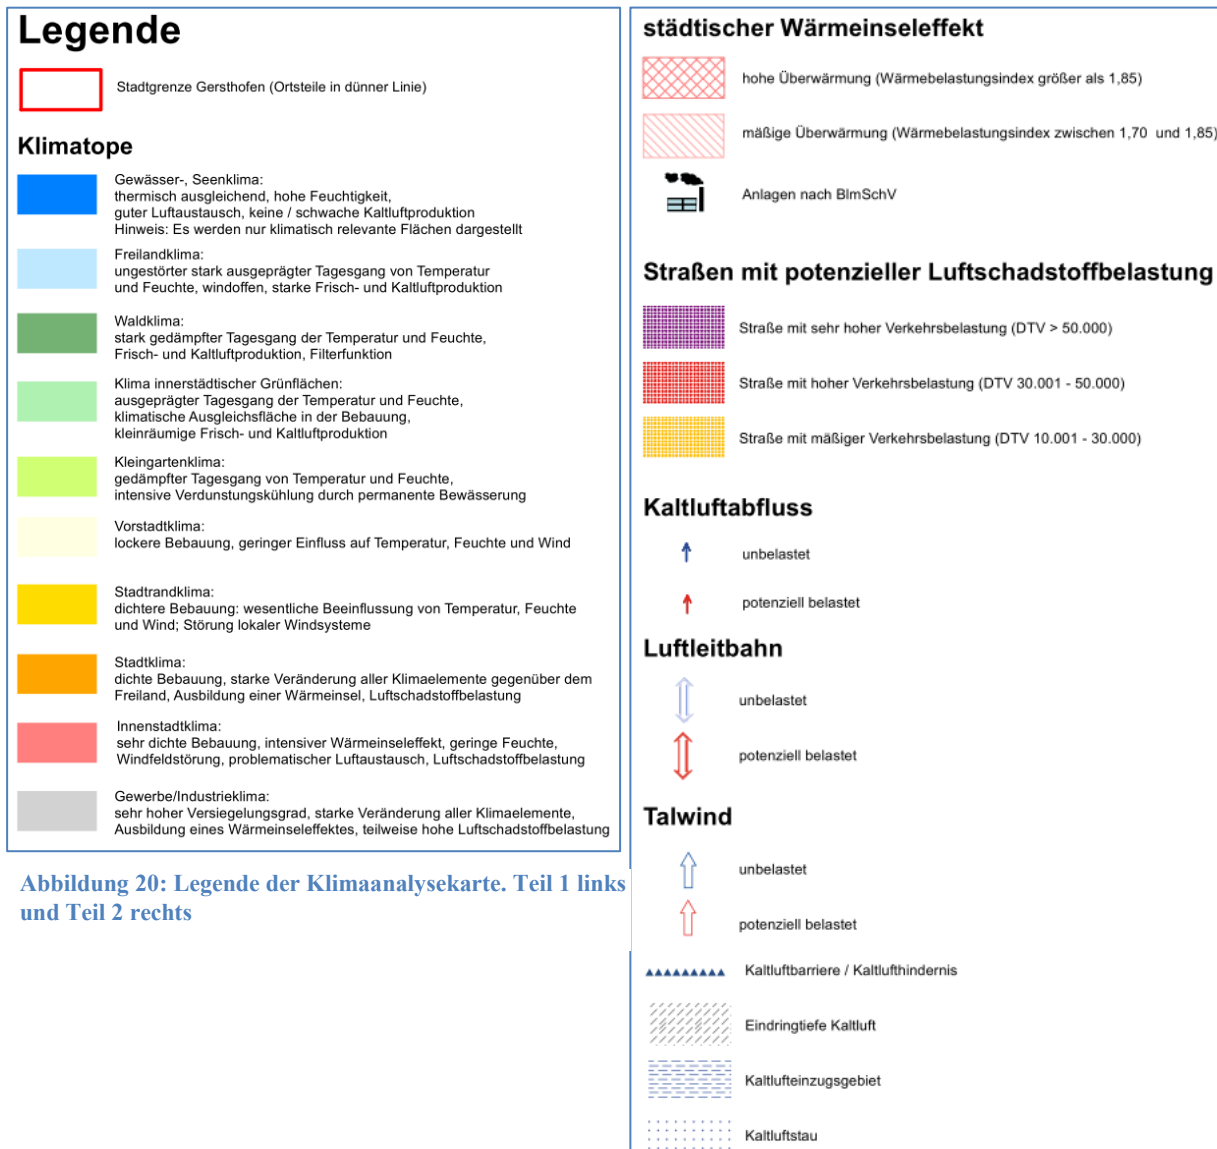 Legende
Stadtgrenze Gersthofen (Ortsteile in dünner Linie)
Klimatope
Gewässer-, Seenklima:
thermisch ausgleichend, hohe Feuchtigkeit,
guter Luftaustausch, keine / schwache Kaltluftproduktion
Hinweis: Es werden nur klimatisch relevante Flächen dargestellt
Freilandklima:
ungestörter stark ausgeprägter Tagesgang von Temperatur
und Feuchte, windoffen, starke Frisch- und Kaltluftproduktion
Waldklima:
stark gedämpfter Tagesgang der Temperatur und Feuchte,
Frisch- und Kaltluftproduktion, Filterfunktion
Klima innerstädtischer Grünflächen:
ausgeprägter Tagesgang der Temperatur und Feuchte,
klimatische Ausgleichsfläche in der Bebauung,
kleinräumige Frisch- und Kaltluftproduktion
Kleingartenklima:
gedämpfter Tagesgang von Temperatur und Feuchte,
intensive Verdunstungskühlung durch permanente Bewässerung
Vorstadtklima:
lockere Bebauung, geringer Einfluss auf Temperatur, Feuchte und Wind
Stadtrandklima:
dichtere Bebauung: wesentliche Beeinflussung von Temperatur, Feuchte
und Wind; Störung lokaler Windsysteme
Stadtklima:
dichte Bebauung, starke Veränderung aller Klimaelemente gegenüber dem
Freiland, Ausbildung einer Wärmeinsel, Luftschadstoffbelastung
Innenstadtklima:
sehr dichte Bebauung, intensiver Wärmeinseleffekt, geringe Feuchte,
Windfeldstörung, problematischer Luftaustausch, Luftschadstoffbelastung
Gewerbe/Industrieklima:
sehr hoher Versiegelungsgrad, starke Veränderung aller Klimaelemente,
Ausbildung eines Wärmeinseleffektes, teilweise hohe Luftschadstoffbelastung
Abbildung 20: Legende der Klimaanalysekarte. Teil 1 links
und Teil 2 rechts
städtischer Wärmeinseleffekt
hohe Überwärmung (Wärmebelastungsindex größer als 1,85)
mäßige Überwärmung (Wärmebelastungsindex zwischen 1,70 und 1,85)
Anlagen nach BImSchV
Straßen mit potenzieller Luftschadstoffbelastung
Straße mit sehr hoher Verkehrsbelastung (DTV > 50.000)
Straße mit hoher Verkehrsbelastung (DTV 30.001 - 50.000)
Straße mit mäßiger Verkehrsbelastung (DTV 10.001 - 30.000)
Kaltluftabfluss
unbelastet
potenziell belastet
Luftleitbahn
unbelastet
potenziell belastet
Talwind
unbelastet
potenziell belastet
Kaltluftbarriere / Kaltlufthindernis
Eindringtiefe Kaltluft
Kaltlufteinzugsgebiet
Kaltluftstau